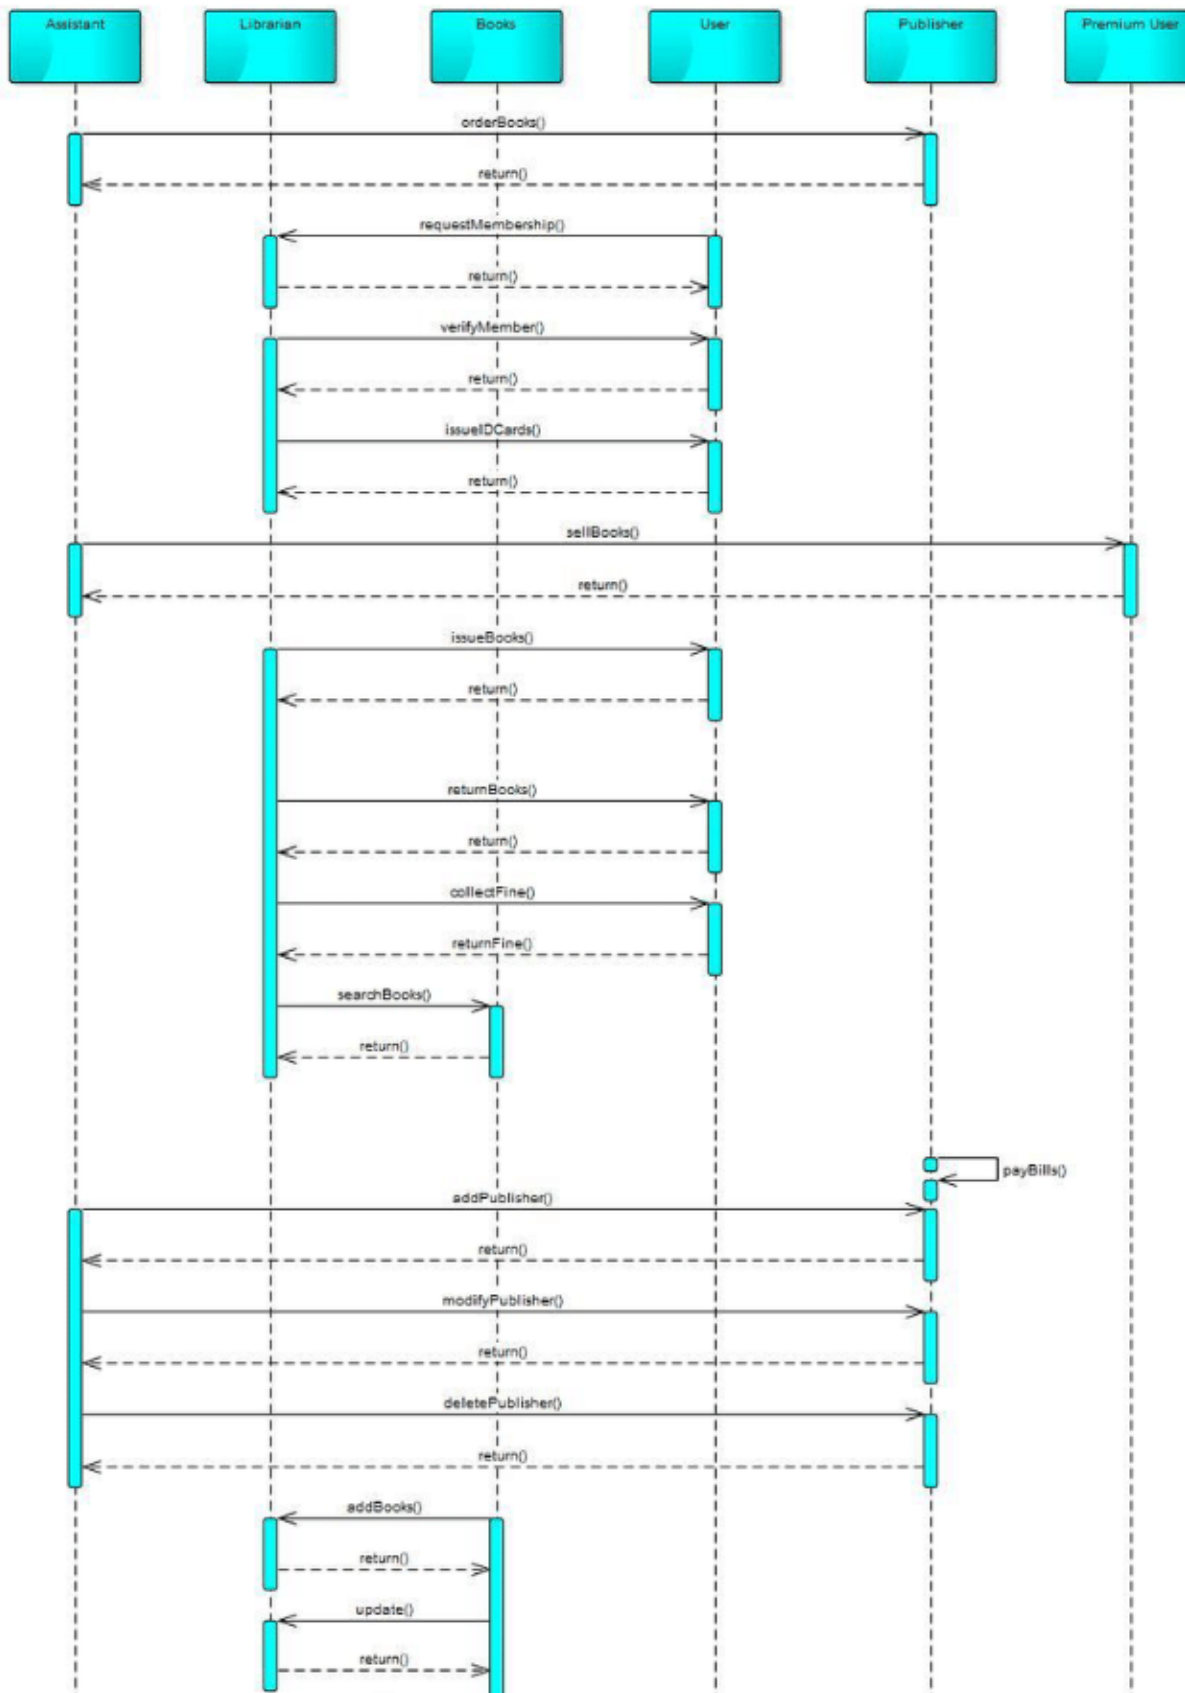 Assistant
Librarian
Books
User
Publisher
Premium User
orderBooks()
return()
requestMembership()
return()
verifyMember()
return()
issueIDCards()
return()
sellBooks()
return()
issueBooks()
return()
returnBooks()
return()
collectFine()
returnFine()
searchBooks()
return()
payBills()
addPublisher()
return()
modifyPublisher()
return()
deletePublisher()
return()
addBooks()
return()
update()
return()